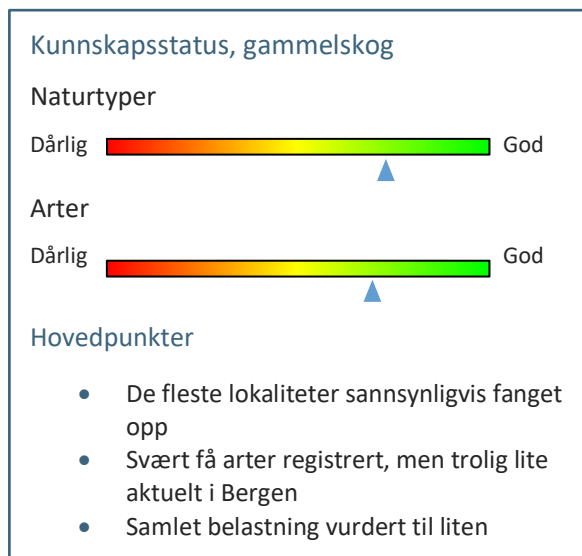 Kunnskapsstatus, gammelskog
Naturtyper
Dårlig God
Arter
Dårlig God
Hovedpunkter
• De fleste lokaliteter sannsynligvis fanget
opp
• Svært få arter registrert, men trolig lite
aktuelt i Bergen
• Samlet belastning vurdert til liten